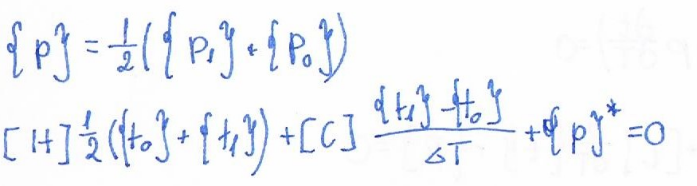 {p} = 1/2({p₁}+{p₀})
[H] 1/2({t₀}+{t₁})+[C] ({t₁}-{t₀})/ΔT +{p}* =0